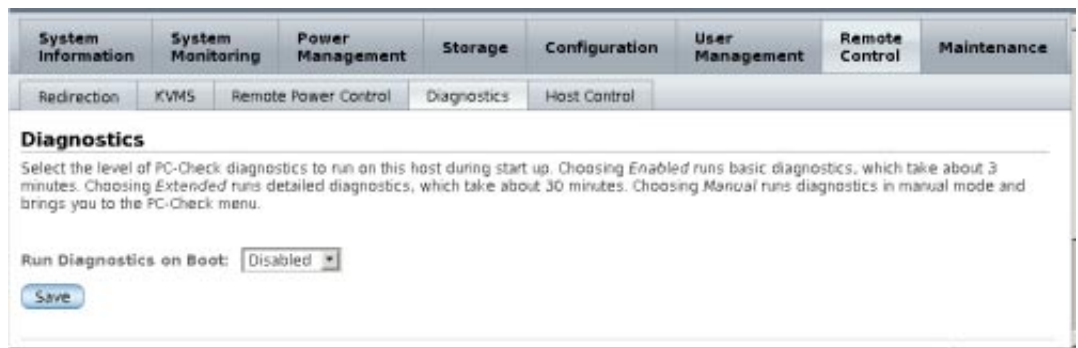 System Information
System Monitoring
Power Management
Storage
Configuration
User Management
Remote Control
Maintenance
Redirection
KVMS
Remote Power Control
Diagnostics
Host Control
Diagnostics
Select the level of PC-Check diagnostics to run on this host during start up. Choosing Enabled runs basic diagnostics, which take about 3
minutes. Choosing Extended runs detailed diagnostics, which take about 30 minutes. Choosing Manual runs diagnostics in manual mode and
brings you to the PC-Check menu.
Run Diagnostics on Boot: Disabled
Save